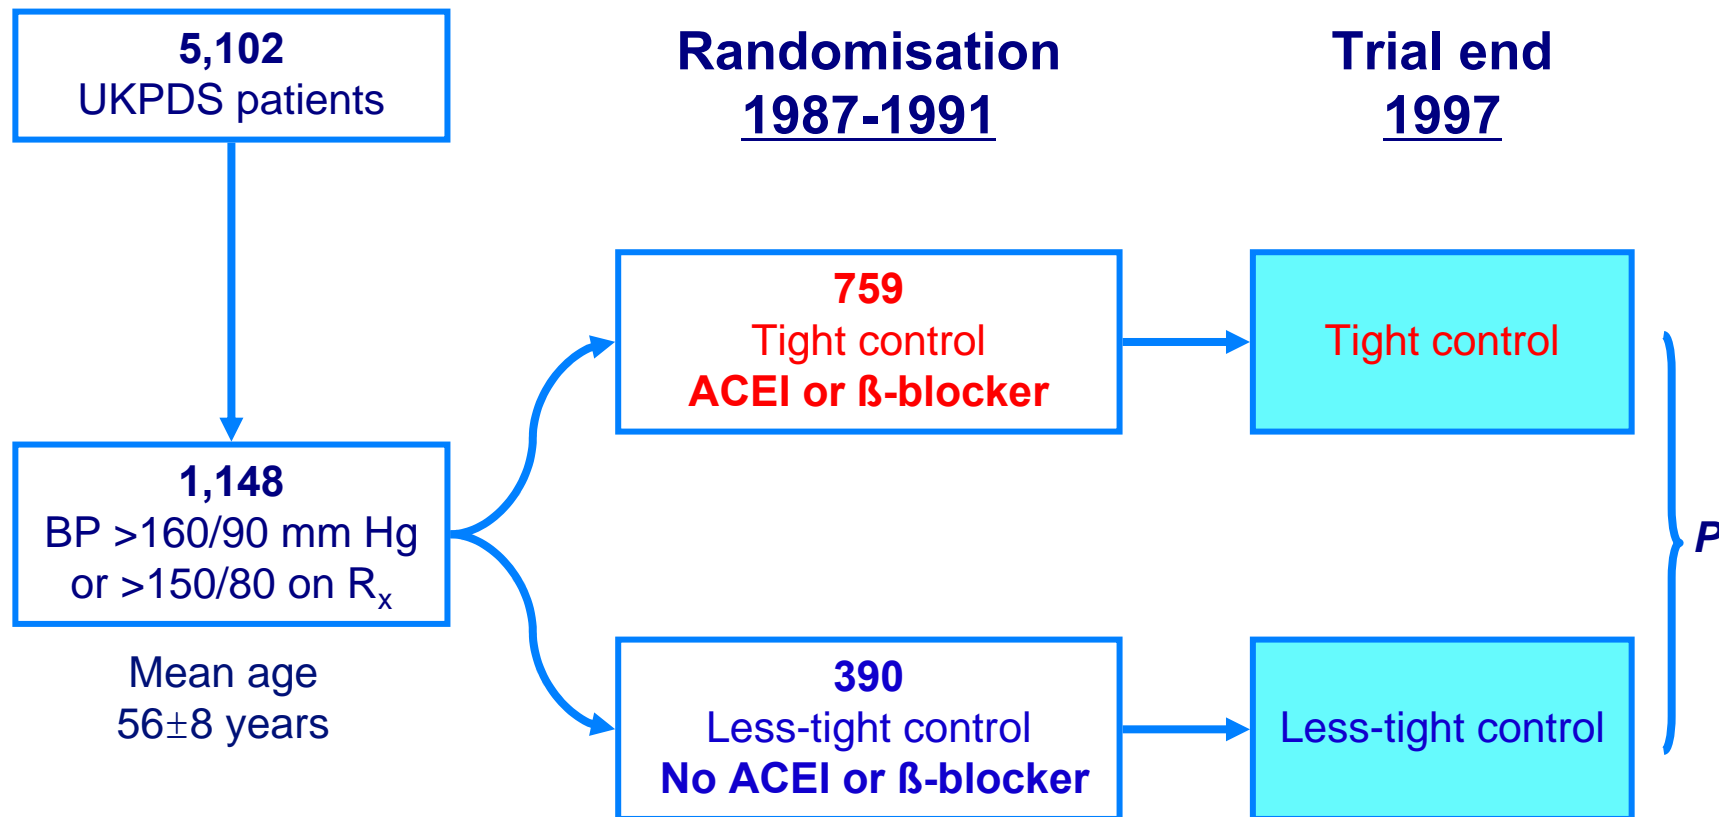 5,102
UKPDS patients
Randomisation
1987-1991
Trial end
1997
759
Tight control
ACEI or ß-blocker
Tight control
1,148
BP >160/90 mm Hg
or >150/80 on Rx
Mean age
56±8 years
390
Less-tight control
No ACEI or ß-blocker
Less-tight control
P